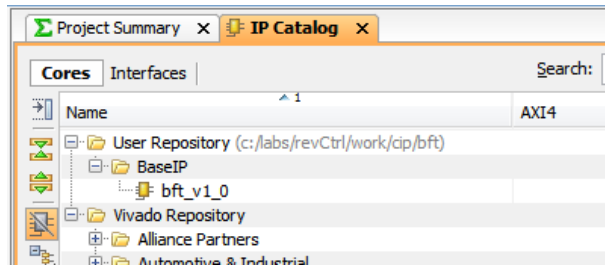 Project Summary x IP Catalog x
Cores Interfaces Search:
Name 1 AXI4
User Repository (c:/labs/revCtrl/work/cip/bft)
BaseIP
bft_v1_0
Vivado Repository
Alliance Partners
Automotive & Industrial